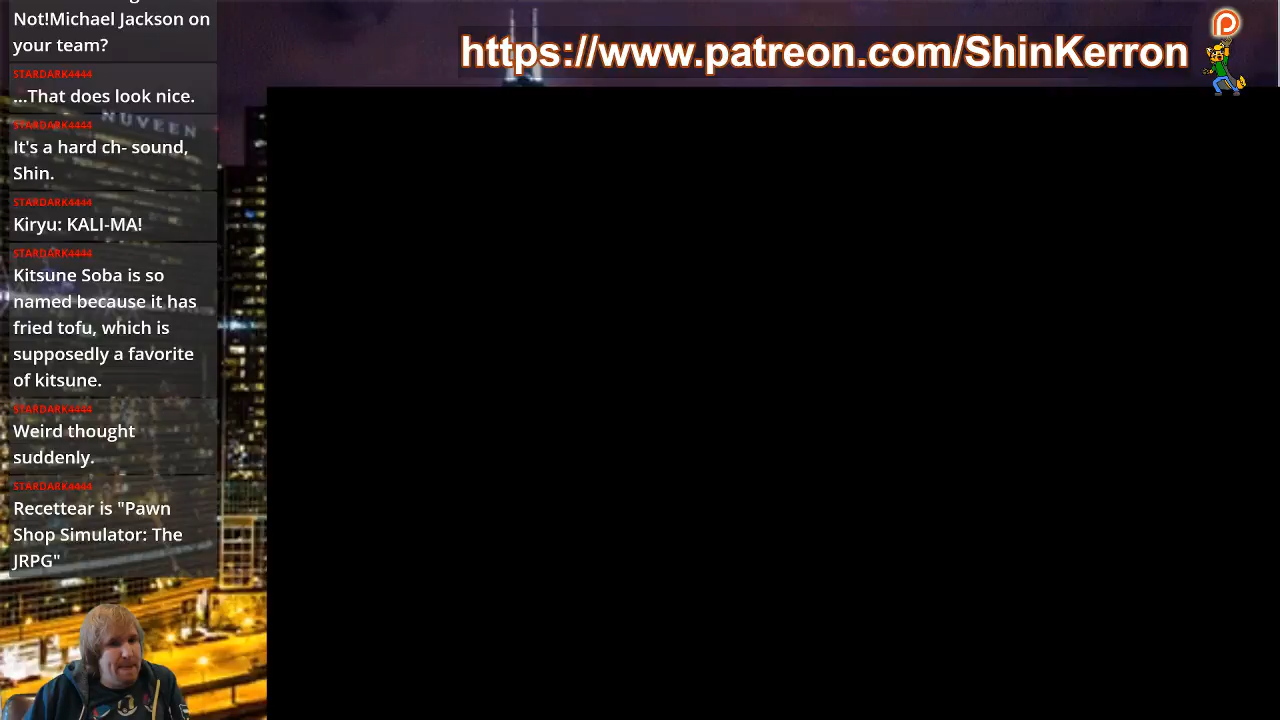 Not!Michael Jackson on
your team?
STARDARK4444
...That does look nice.
STARDARK4444
It's a hard ch- sound,
Shin.
STARDARK4444
Kiryu: KALI-MA!
STARDARK4444
Kitsune Soba is so
named because it has
fried tofu, which is
supposedly a favorite
of kitsune.
STARDARK4444
Weird thought
suddenly.
STARDARK4444
Recettear is "Pawn
Shop Simulator: The
JRPG"
NUVEEN
https://www.patreon.com/ShinKerron